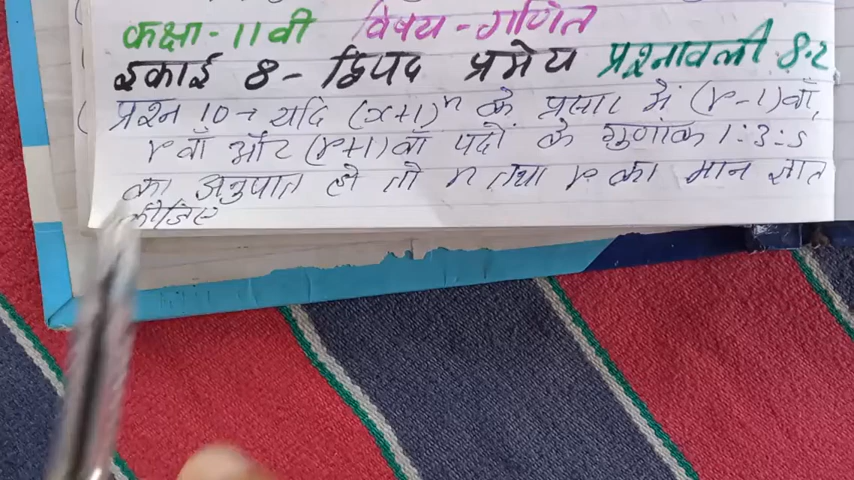 कक्षा - 11वी विषय - गणित
इकाई 8 - द्विपद प्रमेय प्रश्नावली 8.2
प्रश्न 10 → यदि (x+1)ⁿ के प्रसार में (r-1)वाँ,
r वाँ और (r+1) वाँ पदों के गुणांक 1:3:5
का अनुपात हो तो n तथा r का मान ज्ञात
कीजिए